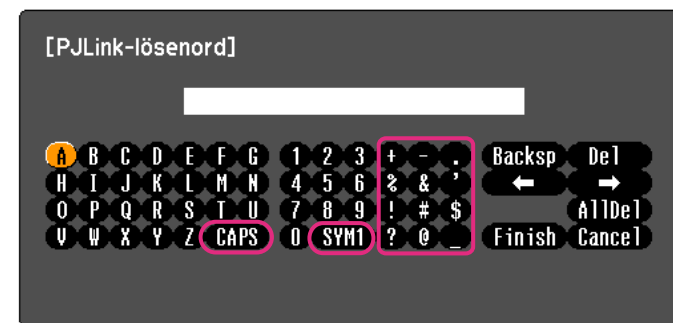 [PJLink-lösenord]
A B C D E F G 1 2 3 + - . Backsp Del
H I J K L M N 4 5 6 % & ' ← →
O P Q R S T U 7 8 9 ! # $ AllDel
V W X Y Z CAPS 0 SYM1 ? @ _ Finish Cancel